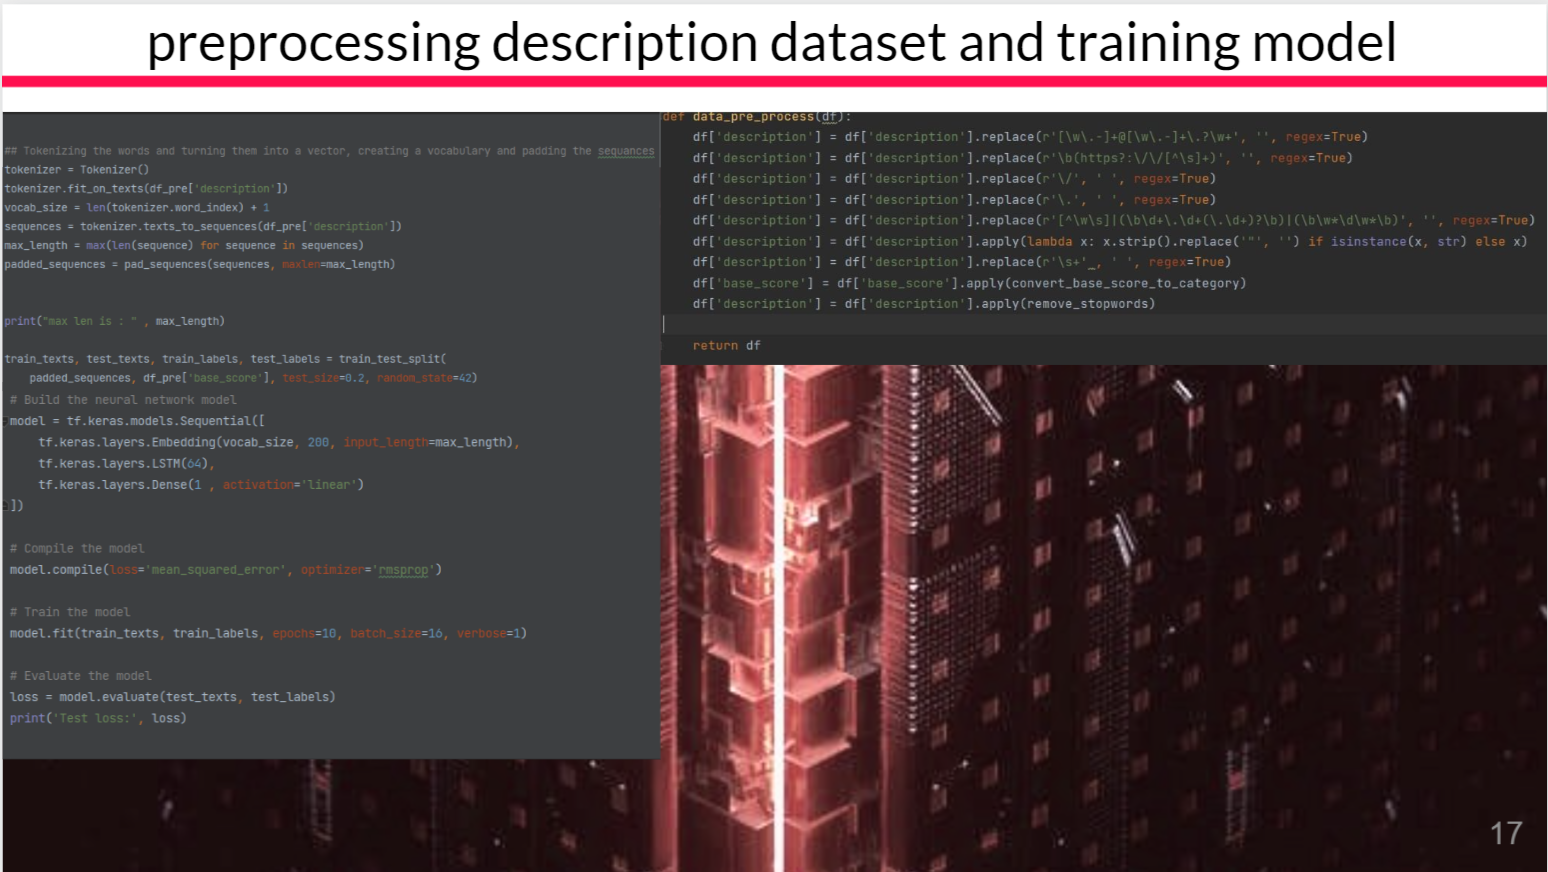 preprocessing description dataset and training model
## Tokenizing the words and turning them into a vector, creating a vocabulary and padding the sequances
tokenizer = Tokenizer()
tokenizer.fit_on_texts(df_pre['description'])
vocab_size = len(tokenizer.word_index) + 1
sequences = tokenizer.texts_to_sequences(df_pre['description'])
max_length = max(len(sequence) for sequence in sequences)
padded_sequences = pad_sequences(sequences, maxlen=max_length)
print("max len is : " , max_length)
train_texts, test_texts, train_labels, test_labels = train_test_split(
    padded_sequences, df_pre['base_score'], test_size=0.2, random_state=42)
# Build the neural network model
model = tf.keras.models.Sequential([
    tf.keras.layers.Embedding(vocab_size, 200, input_length=max_length),
    tf.keras.layers.LSTM(64),
    tf.keras.layers.Dense(1 , activation='linear')
])
# Compile the model
model.compile(loss='mean_squared_error', optimizer='rmsprop')
# Train the model
model.fit(train_texts, train_labels, epochs=10, batch_size=16, verbose=1)
# Evaluate the model
loss = model.evaluate(test_texts, test_labels)
print('Test loss:', loss)
def data_pre_process(df):
    df['description'] = df['description'].replace(r'[\w\.-]+@[\w\.-]+\.?\w+', '', regex=True)
    df['description'] = df['description'].replace(r'\b(https?:\/\/[^\s]+)', '', regex=True)
    df['description'] = df['description'].replace(r'\/', ' ', regex=True)
    df['description'] = df['description'].replace(r'\.', ' ', regex=True)
    df['description'] = df['description'].replace(r'[^\w\s]|(\b\d+\.\d+(\.\d+)?\b)|(\b\w*\d\w*\b)', '', regex=True)
    df['description'] = df['description'].apply(lambda x: x.strip().replace('"', '') if isinstance(x, str) else x)
    df['description'] = df['description'].replace(r'\s+' , ' ', regex=True)
    df['base_score'] = df['base_score'].apply(convert_base_score_to_category)
    df['description'] = df['description'].apply(remove_stopwords)
    return df
17